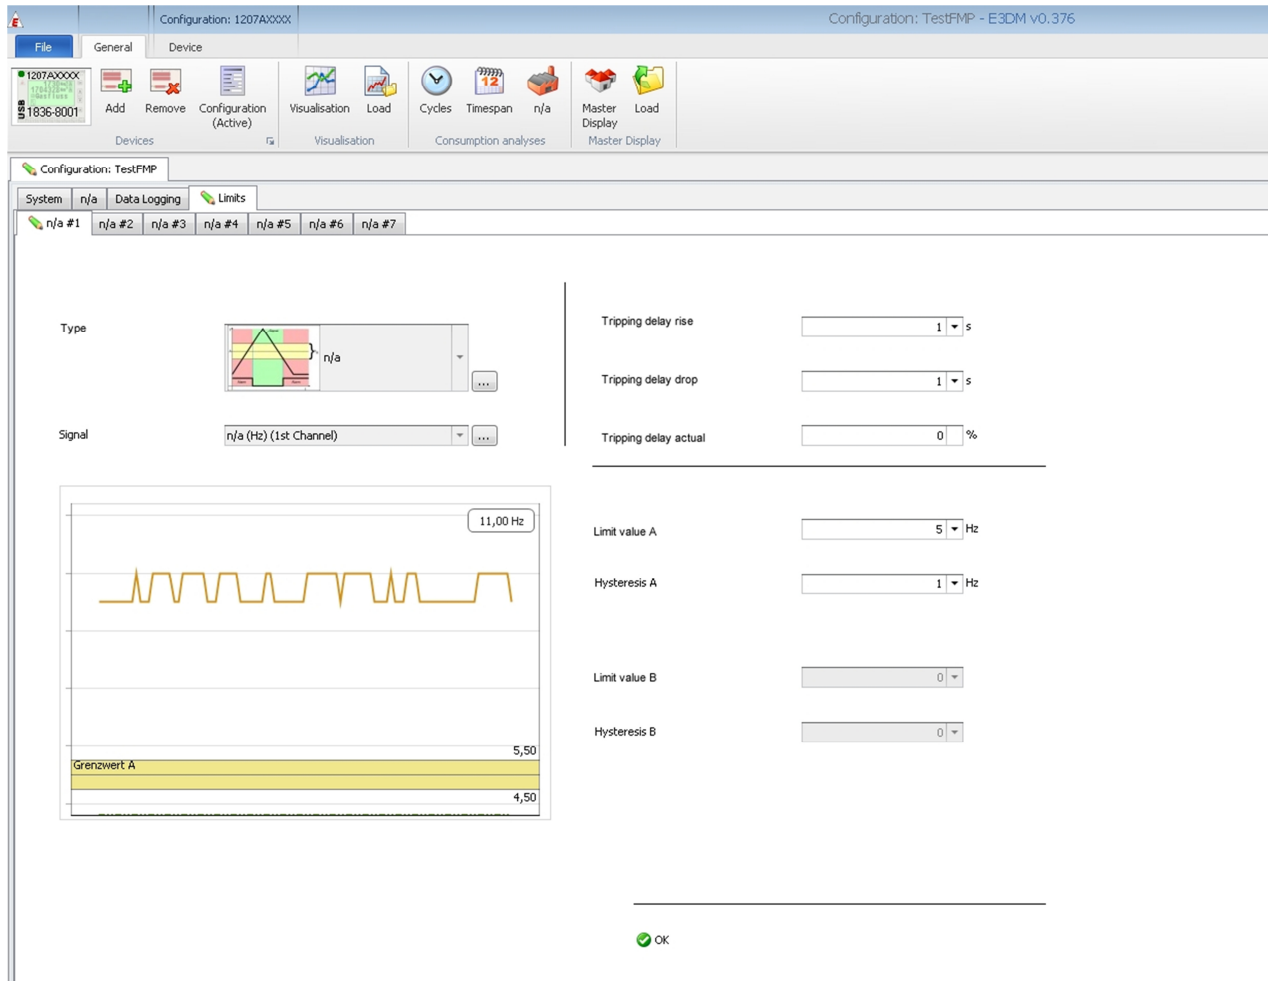 Configuration: 1207AXXXX
Configuration: TestFMP - E3DM v0.376
File
General
Device
1207AXXXX
USB
1836-8001
Add
Remove
Configuration
(Active)
Devices
Visualisation
Load
Visualisation
Cycles
Timespan
n/a
12
Consumption analyses
Master
Display
Load
Master Display
Configuration: TestFMP
System
n/a
Data Logging
Limits
n/a #1
n/a #2
n/a #3
n/a #4
n/a #5
n/a #6
n/a #7
Type
n/a
...
Signal
n/a (Hz) (1st Channel)
...
Tripping delay rise
1
s
Tripping delay drop
1
s
Tripping delay actual
0
%
11,00 Hz
5,50
Grenzwert A
4,50
Limit value A
5
Hz
Hysteresis A
1
Hz
Limit value B
0
Hysteresis B
0
OK